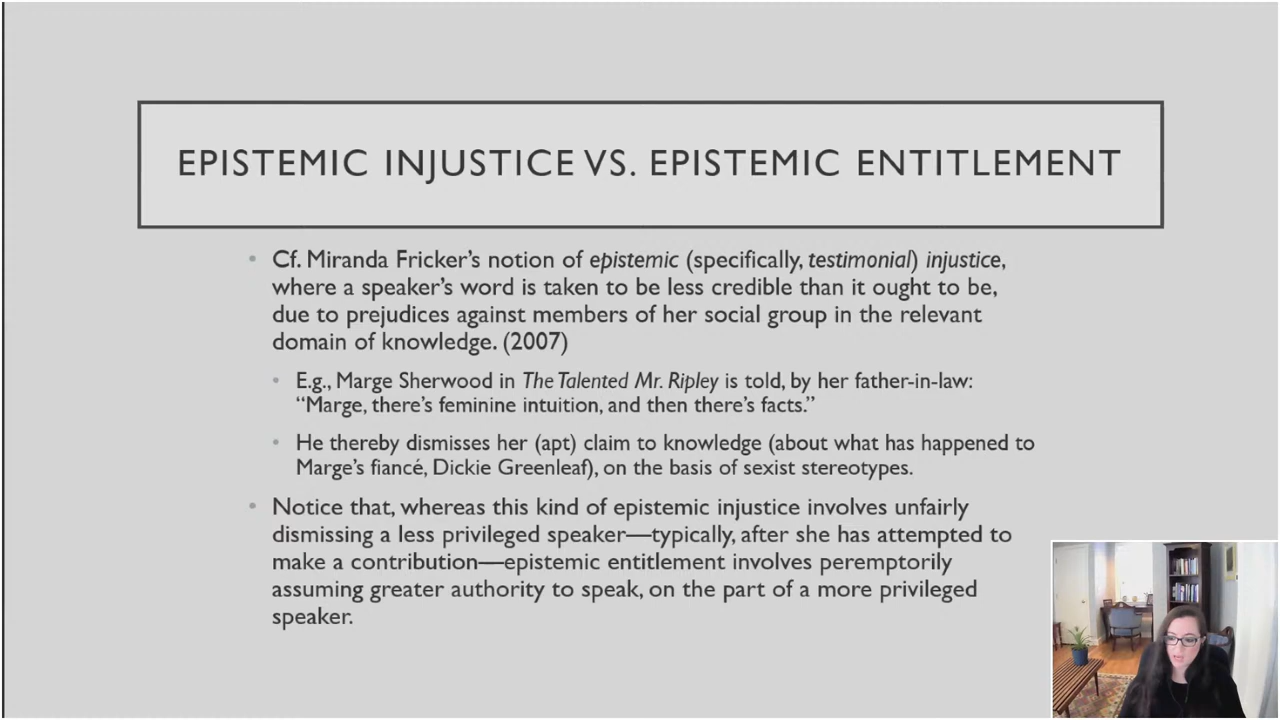 EPISTEMIC INJUSTICE VS. EPISTEMIC ENTITLEMENT
• Cf. Miranda Fricker's notion of epistemic (specifically, testimonial) injustice,
where a speaker's word is taken to be less credible than it ought to be,
due to prejudices against members of her social group in the relevant
domain of knowledge. (2007)
• E.g., Marge Sherwood in The Talented Mr. Ripley is told, by her father-in-law:
“Marge, there's feminine intuition, and then there's facts.”
• He thereby dismisses her (apt) claim to knowledge (about what has happened to
Marge's fiancé, Dickie Greenleaf), on the basis of sexist stereotypes.
• Notice that, whereas this kind of epistemic injustice involves unfairly
dismissing a less privileged speaker—typically, after she has attempted to
make a contribution—epistemic entitlement involves peremptorily
assuming greater authority to speak, on the part of a more privileged
speaker.